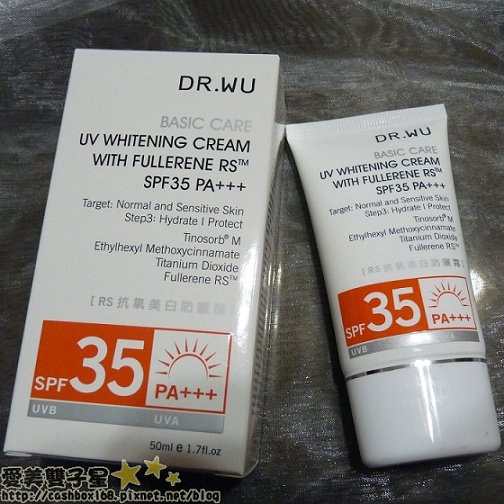 DR.WU
BASIC CARE
UV WHITENING CREAM
WITH FULLERENE RS™
SPF35 PA+++
Target: Normal and Sensitive Skin
Step3: Hydrate I Protect
Tinosorb® M
Ethylhexyl Methoxycinnamate
Titanium Dioxide
Fullerene RS™
[RS抗氧美白防曬霜]
SPF 35 PA+++
UVB UVA
50ml e 1.7fl.oz
DR.WU
BASIC CARE
UV WHITENING CREAM
WITH FULLERENE RS™
SPF35 PA+++
Target: Normal and Sensitive Skin
Step3: Hydrate I Protect
Tinosorb® M
Ethylhexyl Methoxycinnamate
Titanium Dioxide
Fullerene RS™
[RS抗氧美白防曬霜]
SPF 35 PA+++
UVB UVA
愛美雙子星
http://cashbox168.pixnet.net/blog